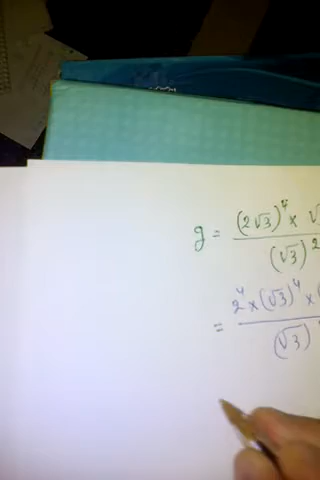 g = (2√3)⁴ × √ / (√3)²
= 2⁴ × (√3)⁴ × ( / (√3)